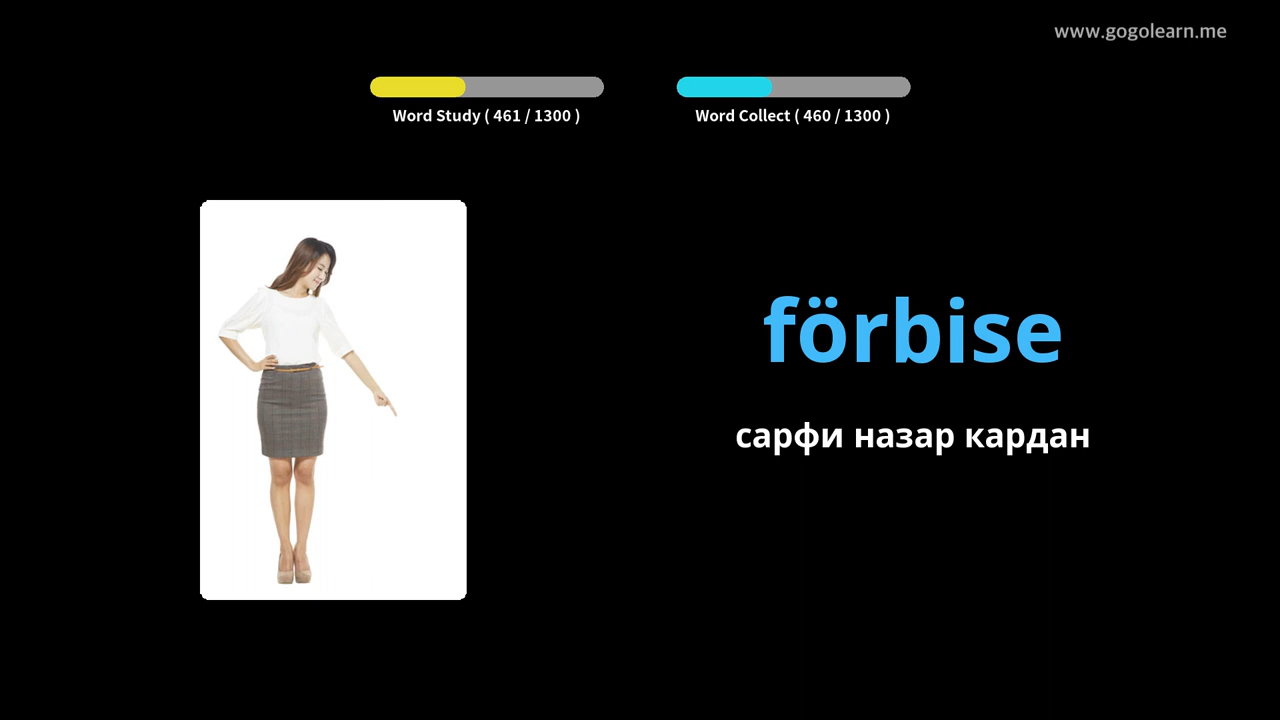 www.gogolearn.me
Word Study ( 461 / 1300 )
Word Collect ( 460 / 1300 )
förbise
сарфи назар кардан